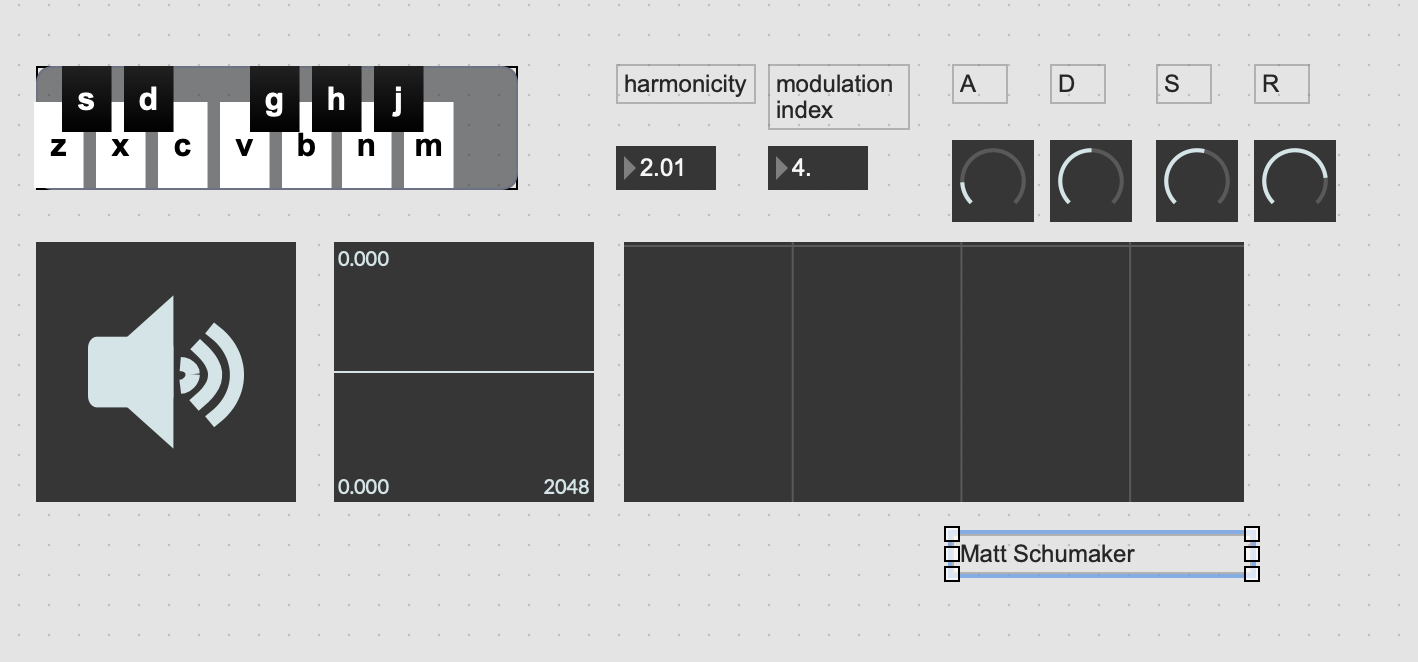 s d g h j
z x c v b n m
harmonicity
modulation
index
A
D
S
R
2.01
4.
0.000
0.000
2048
Matt Schumaker